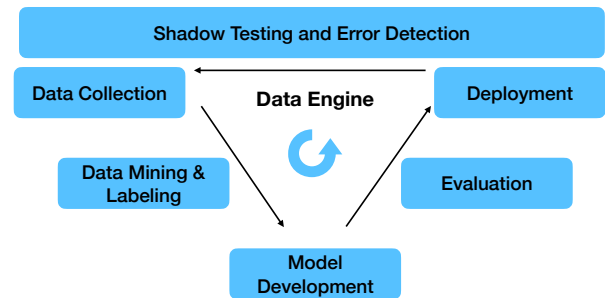 Shadow Testing and Error Detection
Data Collection
Data Engine
Deployment
Data Mining &
Labeling
Evaluation
Model
Development